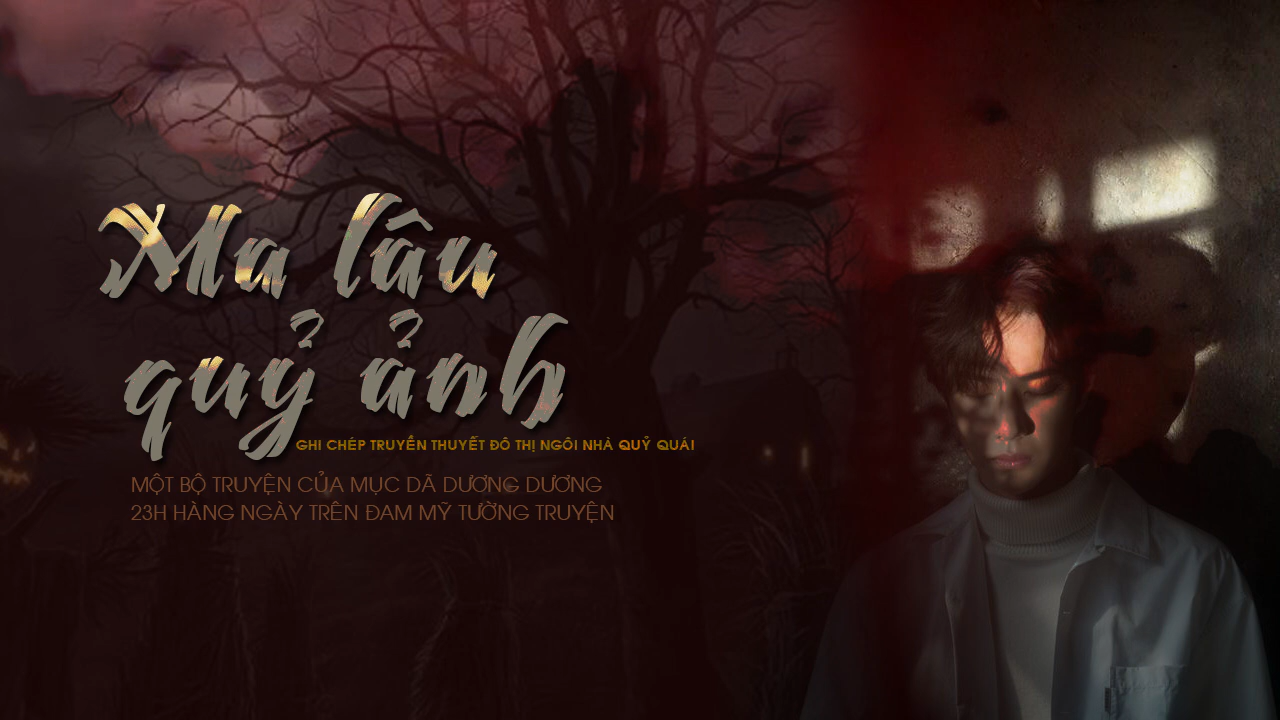 Ma lâu
quỷ ảnh
GHI CHÉP TRUYỀN THUYẾT ĐÔ THỊ NGÔI NHÀ QUỶ QUÁI
MỘT BỘ TRUYỆN CỦA MỤC DÃ DƯƠNG DƯƠNG
23H HÀNG NGÀY TRÊN ĐAM MỸ TƯỜNG TRUYỆN